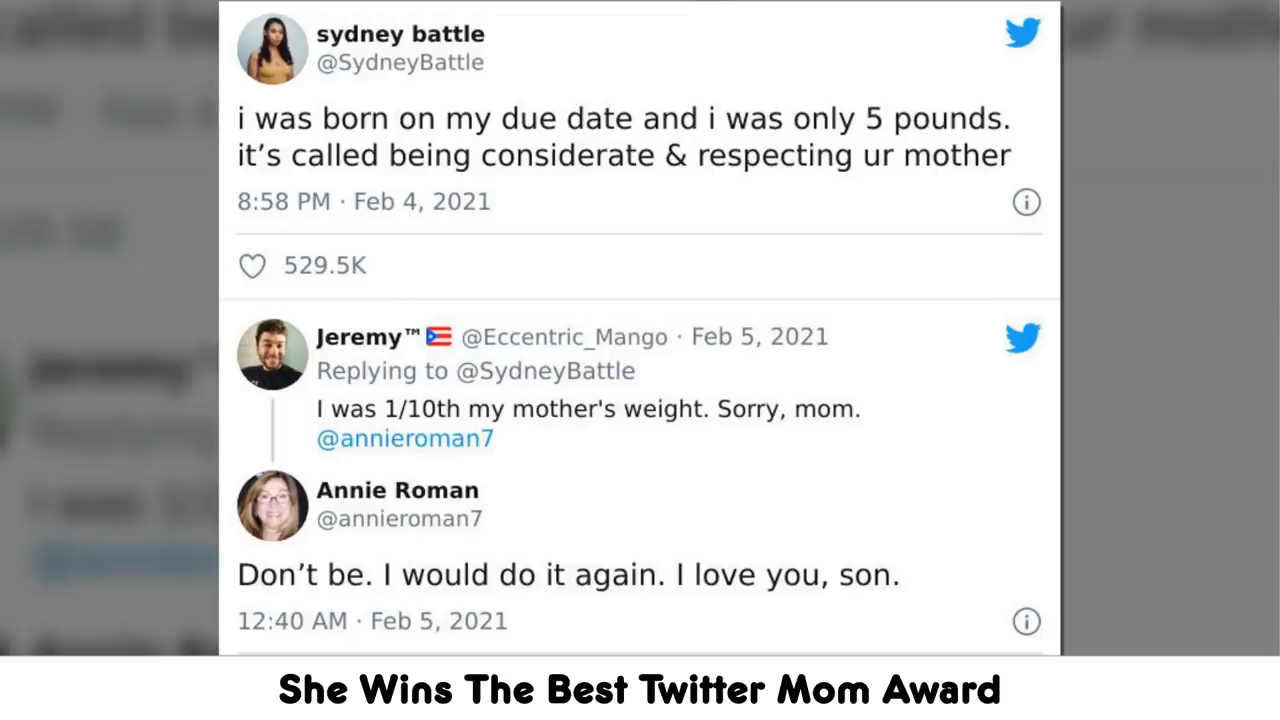 sydney battle
@SydneyBattle
i was born on my due date and i was only 5 pounds.
it’s called being considerate & respecting ur mother
8:58 PM · Feb 4, 2021
529.5K
Jeremy™🇵🇷 @Eccentric_Mango · Feb 5, 2021
Replying to @SydneyBattle
I was 1/10th my mother's weight. Sorry, mom.
@annieroman7
Annie Roman
@annieroman7
Don’t be. I would do it again. I love you, son.
12:40 AM · Feb 5, 2021
She Wins The Best Twitter Mom Award